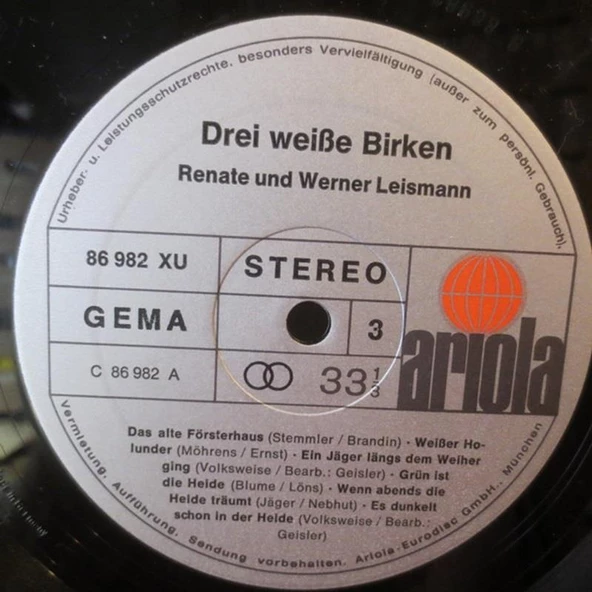 Urheber- u. Leistungsschutzrechte, besonders Vervielfältigung (außer zum persönl. Gebrauch),
Drei weiße Birken
Renate und Werner Leismann
86 982 XU
STEREO
GEMA
3
ariola
C 86 982 A
33 1/3
Das alte Försterhaus (Stemmler / Brandin) · Weißer Ho-
lunder (Möhrens / Ernst) · Ein Jäger längs dem Weiher
ging (Volksweise / Bearb.: Geisler) · Grün ist
die Heide (Blume / Löns) · Wenn abends die
Heide träumt (Jäger / Nebhut) · Es dunkelt
schon in der Heide (Volksweise / Bearb.:
Geisler)
Vermietung, Aufführung, Sendung vorbehalten. Ariola-Eurodisc GmbH., München